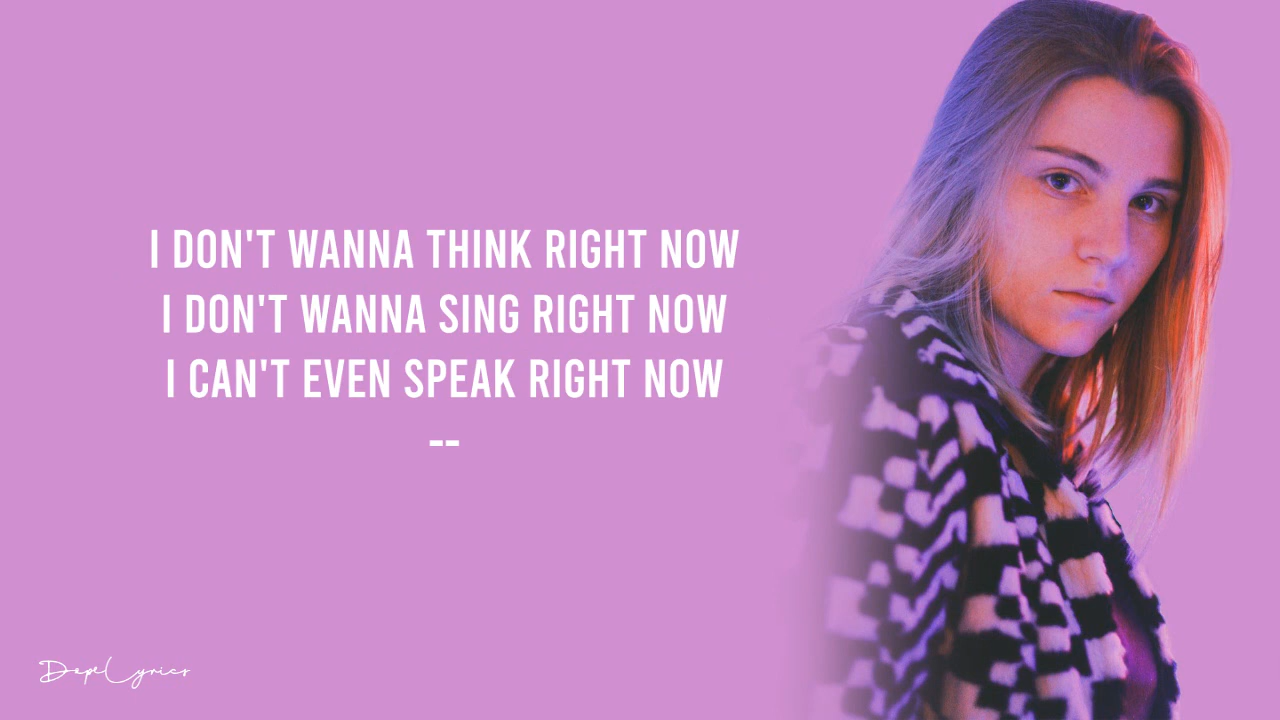 I DON'T WANNA THINK RIGHT NOW
I DON'T WANNA SING RIGHT NOW
I CAN'T EVEN SPEAK RIGHT NOW
--
DopeLyrics